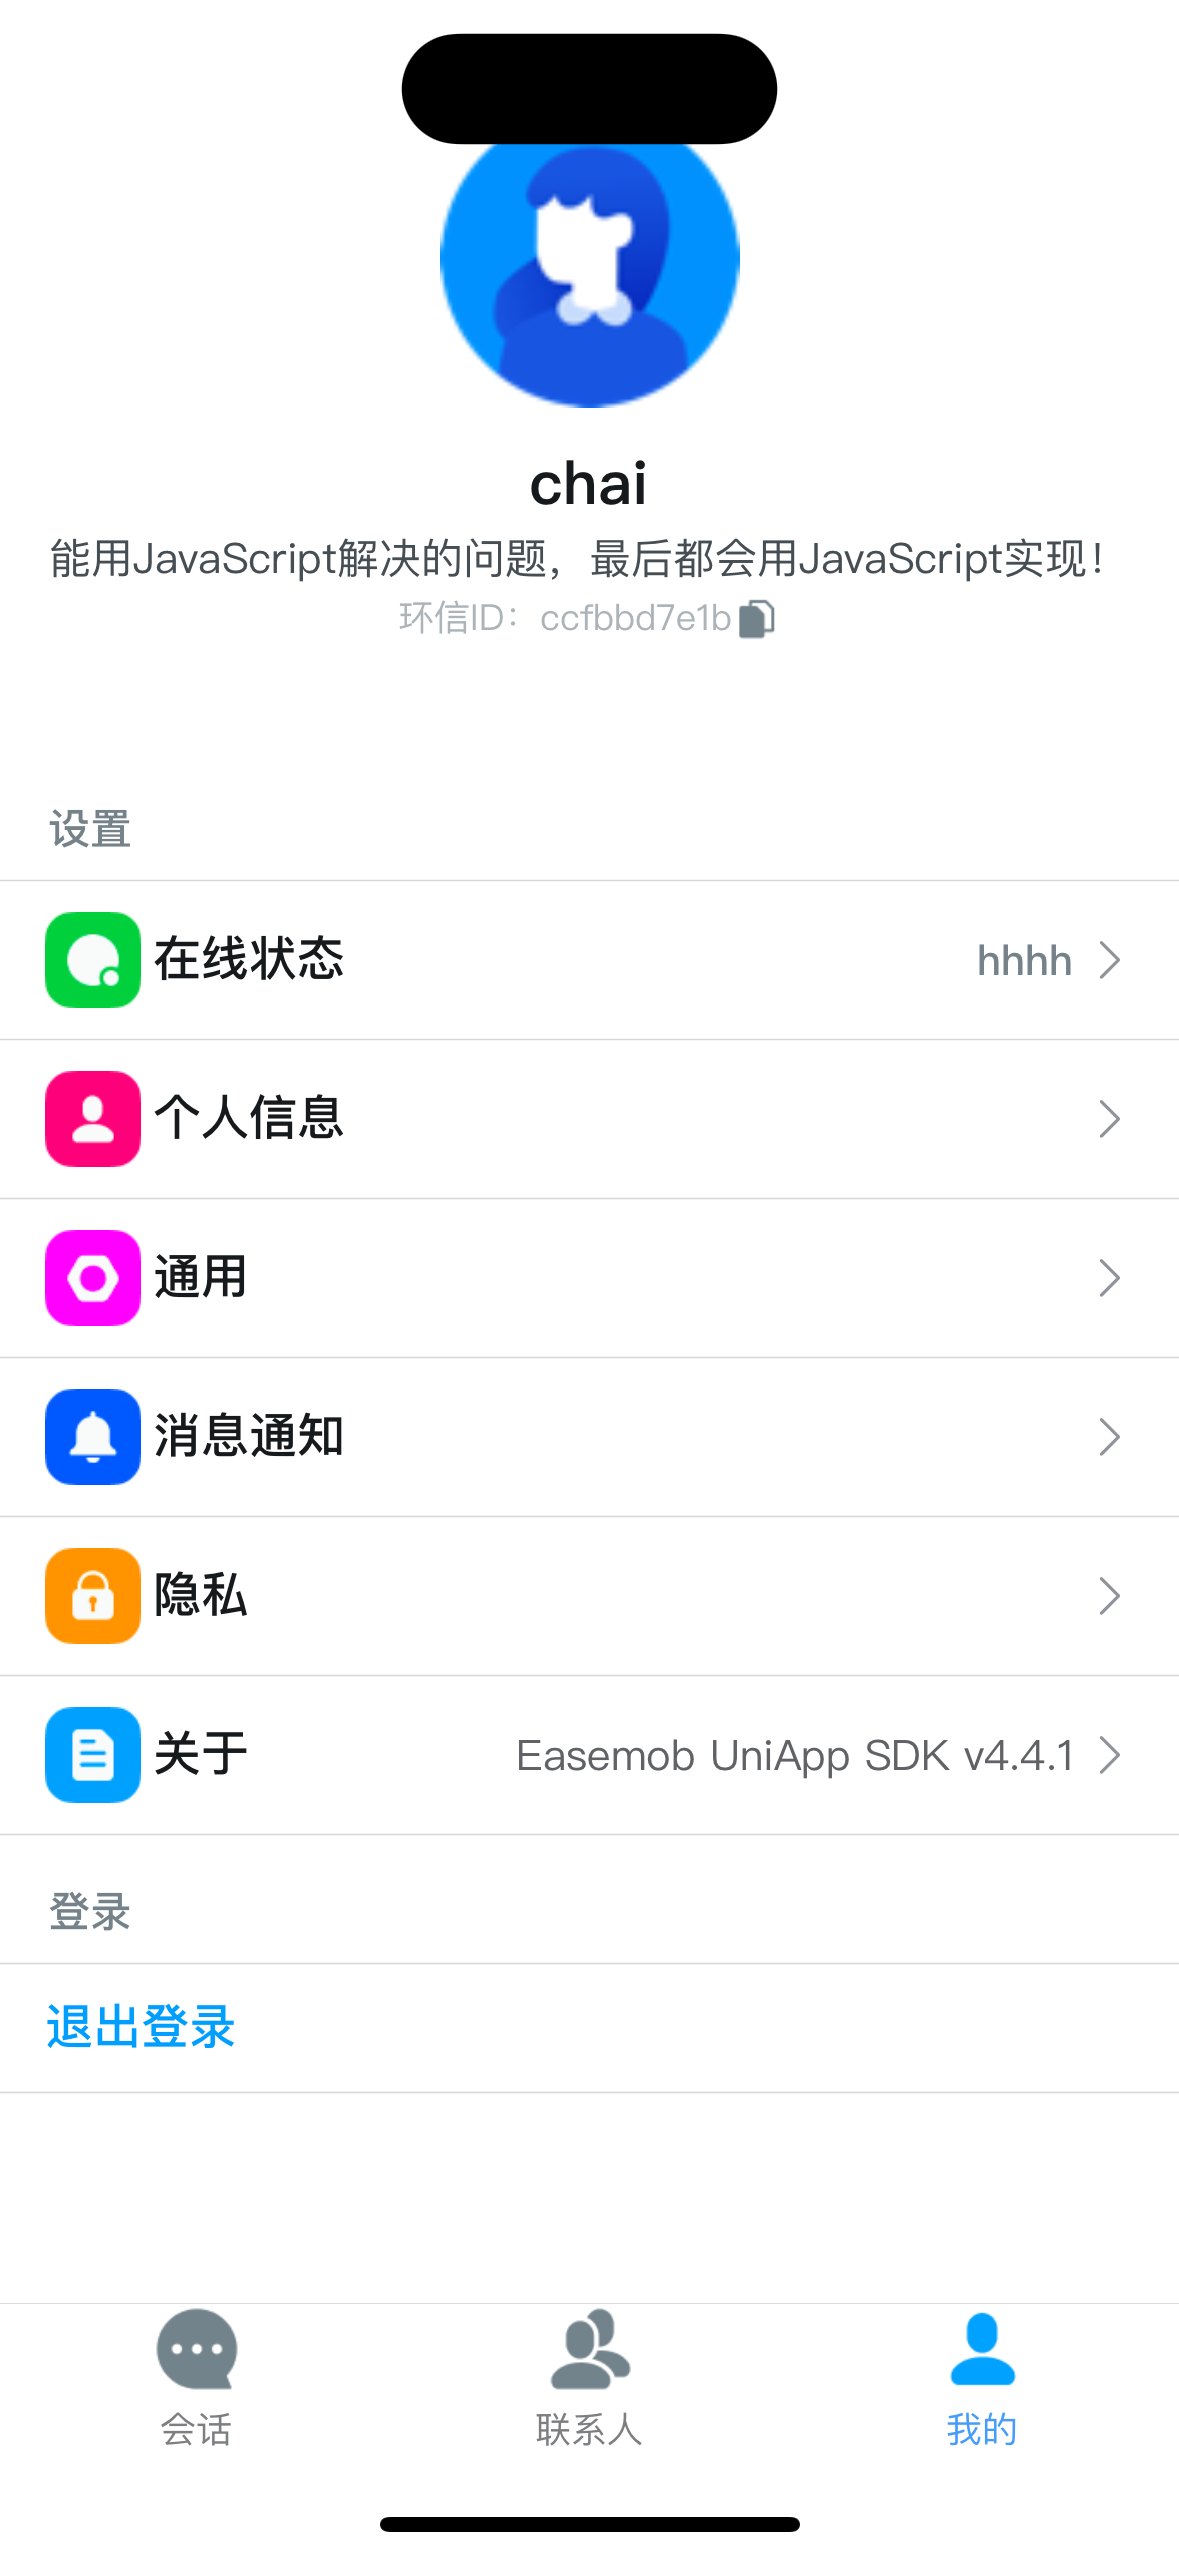 chai
能用JavaScript解决的问题，最后都会用JavaScript实现！
环信ID：ccfbbd7e1b
设置
在线状态 hhhh
个人信息
通用
消息通知
隐私
关于 Easemob UniApp SDK v4.4.1
登录
退出登录
会话 联系人 我的